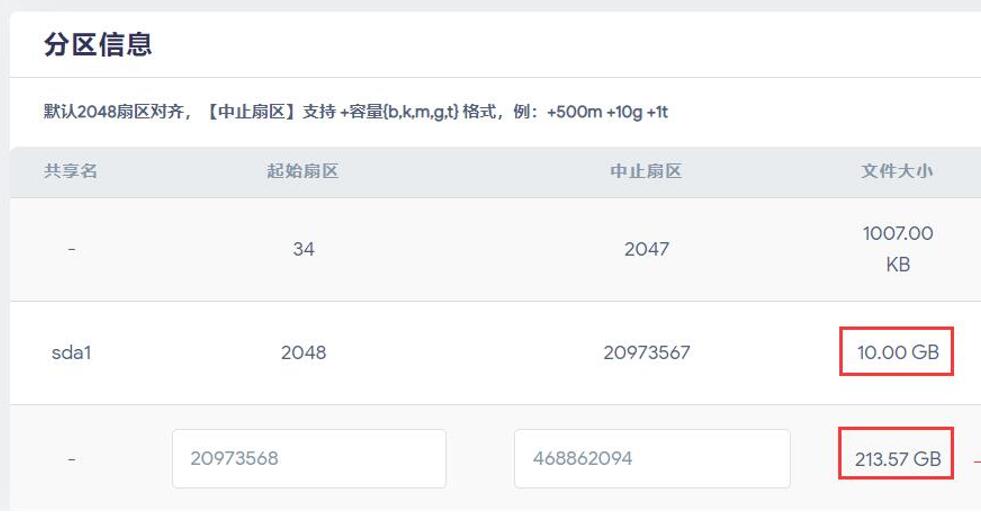 分区信息
默认2048扇区对齐，【中止扇区】支持 +容量{b,k,m,g,t} 格式，例：+500m +10g +1t
共享名 起始扇区 中止扇区 文件大小
- 34 2047 1007.00
KB
sda1 2048 20973567 10.00 GB
- 20973568 468862094 213.57 GB